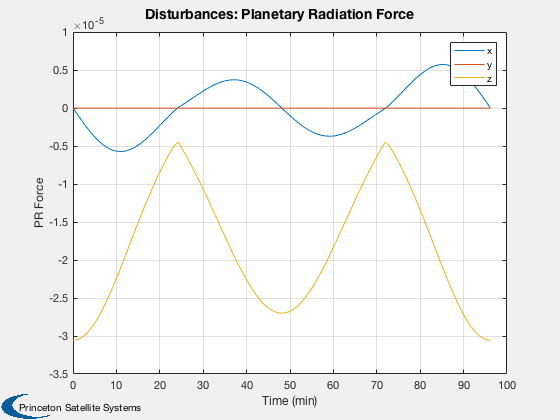 Disturbances: Planetary Radiation Force
×10^-5
1
0.5
0
-0.5
-1
-1.5
-2
-2.5
-3
-3.5
PR Force
x
y
z
0 10 20 30 40 50 60 70 80 90 100
Time (min)
Princeton Satellite Systems